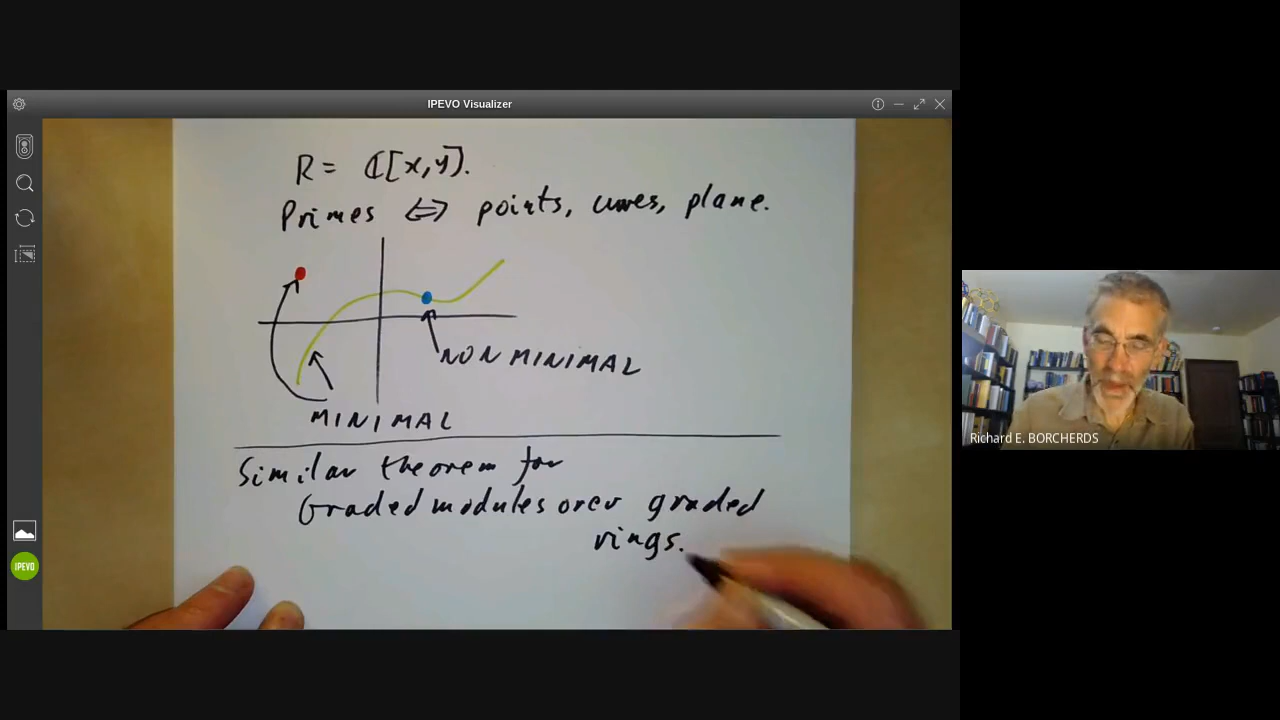 IPEVO Visualizer
R = ℂ[x,y].
Primes ⇔ points, curves, plane.
NON MINIMAL
MINIMAL
Similar theorem for
Graded modules over graded
rings.
IPEVO
Richard E. BORCHERDS